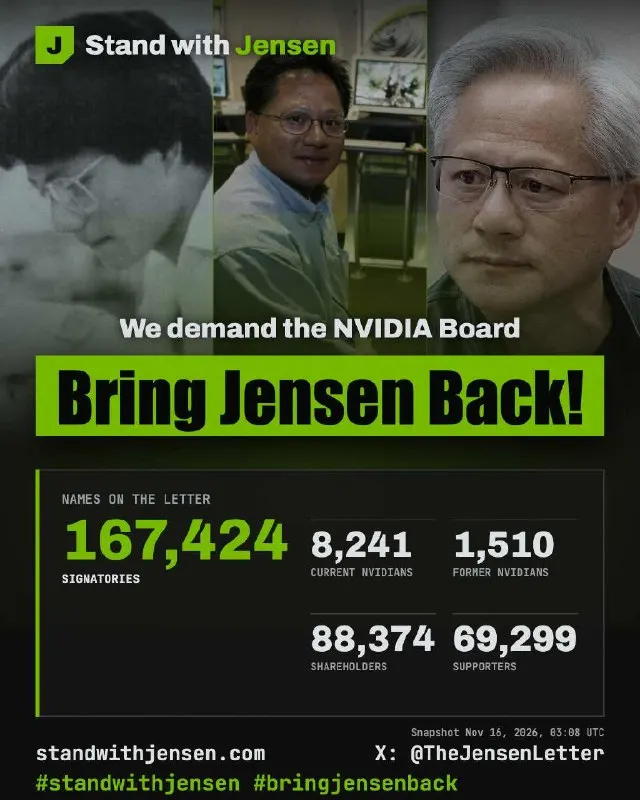 J Stand with Jensen
We demand the NVIDIA Board
Bring Jensen Back!
NAMES ON THE LETTER
167,424
SIGNATORIES
8,241
CURRENT NVIDIANS
1,510
FORMER NVIDIANS
88,374
SHAREHOLDERS
69,299
SUPPORTERS
Snapshot Nov 16, 2026, 03:08 UTC
standwithjensen.com
X: @TheJensenLetter
#standwithjensen #bringjensenback